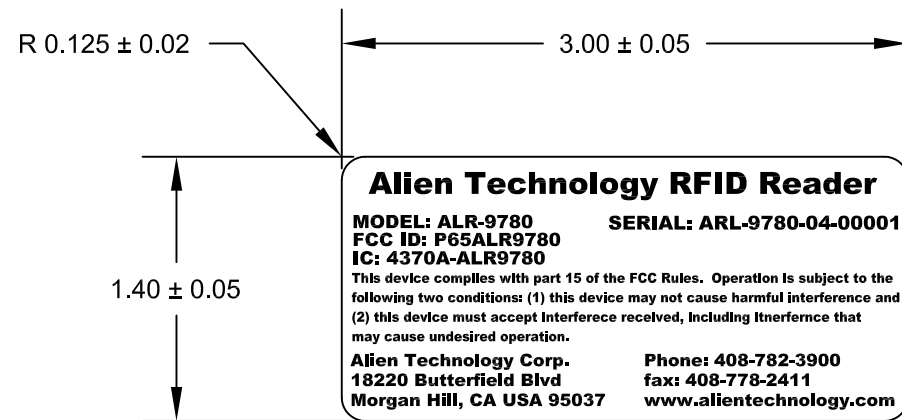 R 0.125 ± 0.02
3.00 ± 0.05
1.40 ± 0.05
Alien Technology RFID Reader
MODEL: ALR-9780 SERIAL: ARL-9780-04-00001
FCC ID: P65ALR9780
IC: 4370A-ALR9780
This device complies with part 15 of the FCC Rules. Operation is subject to the
following two conditions: (1) this device may not cause harmful interference and
(2) this device must accept Interferece received, Including Itnerfernce that
may cause undesired operation.
Alien Technology Corp. Phone: 408-782-3900
18220 Butterfield Blvd fax: 408-778-2411
Morgan Hill, CA USA 95037 www.alientechnology.com